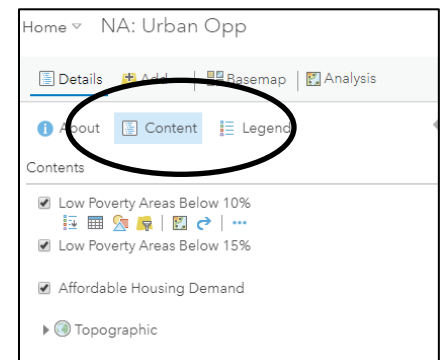 Home NA: Urban Opp
Details Add Basemap Analysis
About Content Legend
Contents
Low Poverty Areas Below 10%
Low Poverty Areas Below 15%
Affordable Housing Demand
Topographic